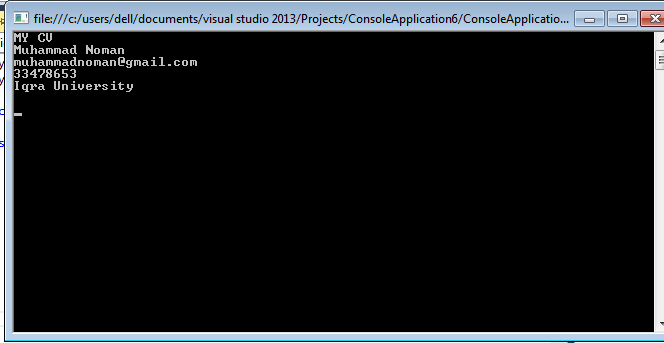 file:///c:/users/dell/documents/visual studio 2013/Projects/ConsoleApplication6/ConsoleApplicatio...
MY CV
Muhammad Noman
muhammadnoman@gmail.com
33478653
Iqra University